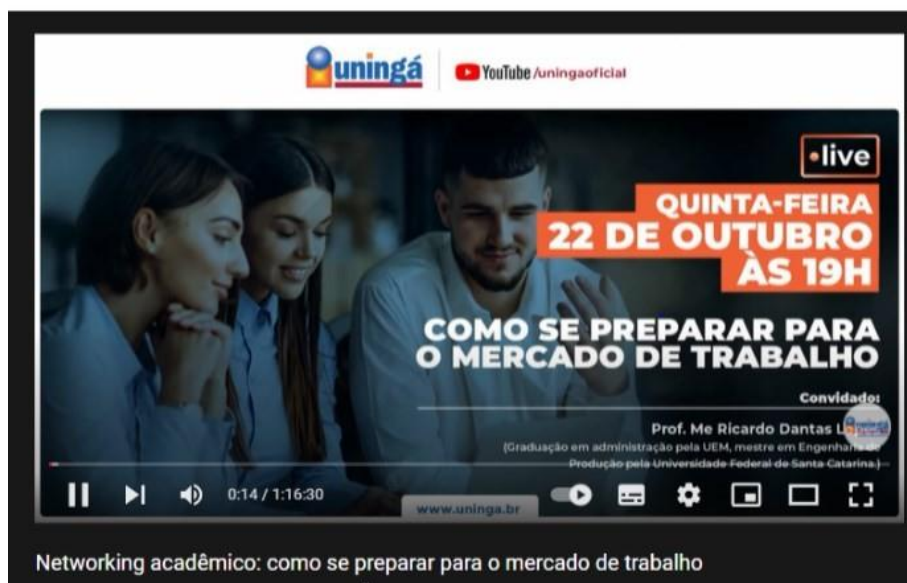 uningá
YouTube /uningaoficial
live
QUINTA-FEIRA
22 DE OUTUBRO
ÀS 19H
COMO SE PREPARAR PARA
O MERCADO DE TRABALHO
Convidado:
Prof. Me Ricardo Dantas
(Graduação em administração pela UEM, mestre em Engenharia de
Produção pela Universidade Federal de Santa Catarina.)
0:14 / 1:16:30
www.uninga.br
Networking acadêmico: como se preparar para o mercado de trabalho